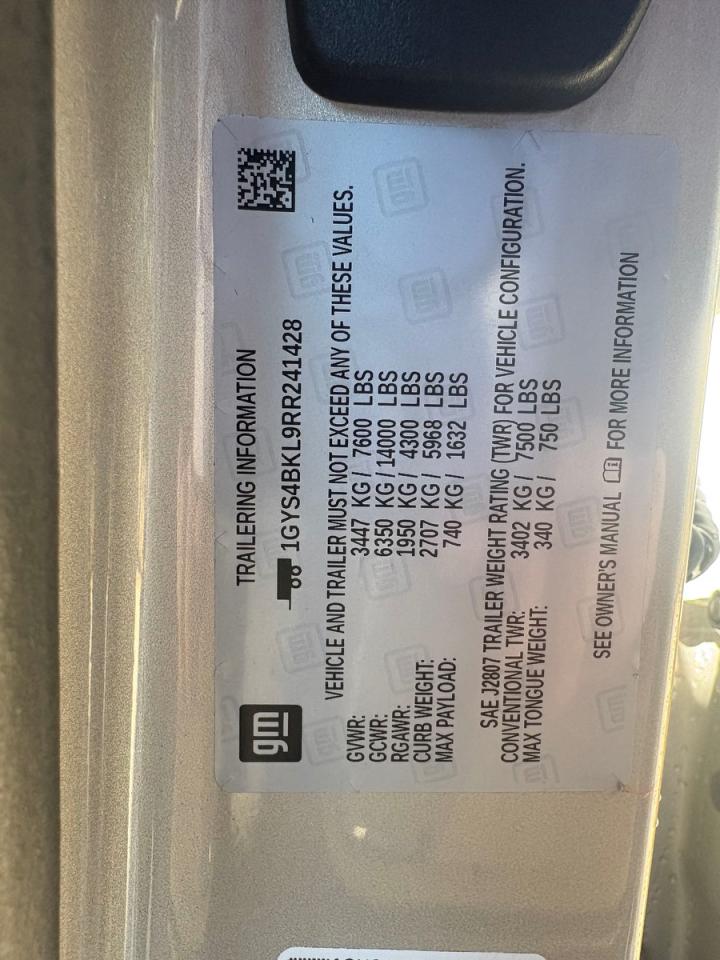 gm
TRAILERING INFORMATION
1GYS4BKL9RR241428
VEHICLE AND TRAILER MUST NOT EXCEED ANY OF THESE VALUES.
GVWR: 3447 KG / 7600 LBS
GCWR: 6350 KG / 14000 LBS
RGAWR: 1950 KG / 4300 LBS
CURB WEIGHT: 2707 KG / 5968 LBS
MAX PAYLOAD: 740 KG / 1632 LBS
SAE J2807 TRAILER WEIGHT RATING (TWR) FOR VEHICLE CONFIGURATION.
CONVENTIONAL TWR: 3402 KG / 7500 LBS
MAX TONGUE WEIGHT: 340 KG / 750 LBS
SEE OWNER'S MANUAL FOR MORE INFORMATION